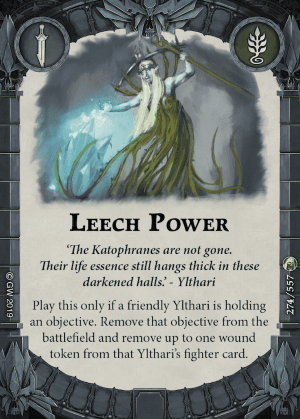 LEECH POWER
‘The Katophranes are not gone.
Their life essence still hangs thick in these
darkened halls.’ - Ylthari
Play this only if a friendly Ylthari is holding
an objective. Remove that objective from the
battlefield and remove up to one wound
token from that Ylthari's fighter card.
© GW 2019
274/557